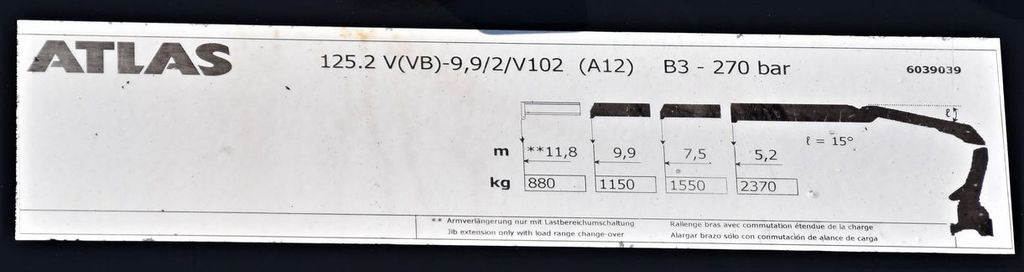 ATLAS 125.2 V(VB)-9,9/2/V102 (A12) B3 - 270 bar 6039039
ℓ
ℓ = 15°
m **11,8 9,9 7,5 5,2
kg 880 1150 1550 2370
** Armverlängerung nur mit Lastbereichumschaltung Rallenge bras avec commutation étendue de la charge
Jib extension only with load range change-over Alargar brazo sólo con conmutación de alance de carga